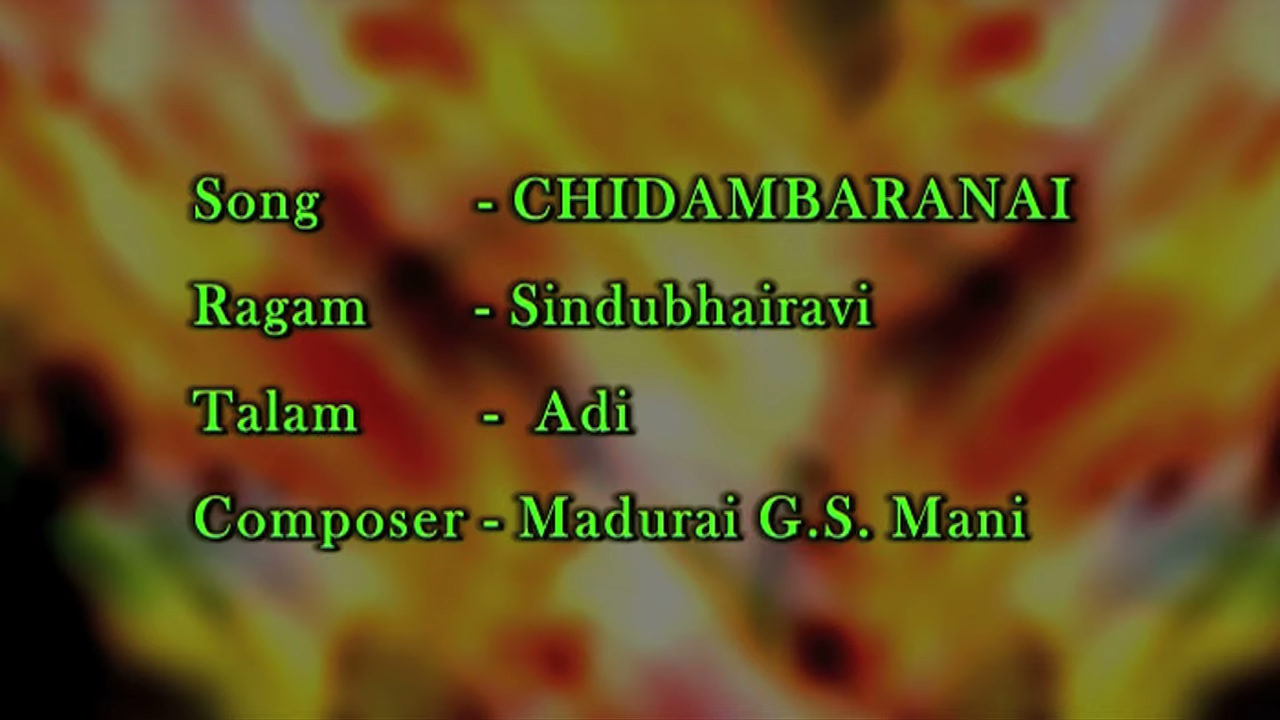 Song - CHIDAMBARANAI
Ragam - Sindubhairavi
Talam - Adi
Composer - Madurai G.S. Mani